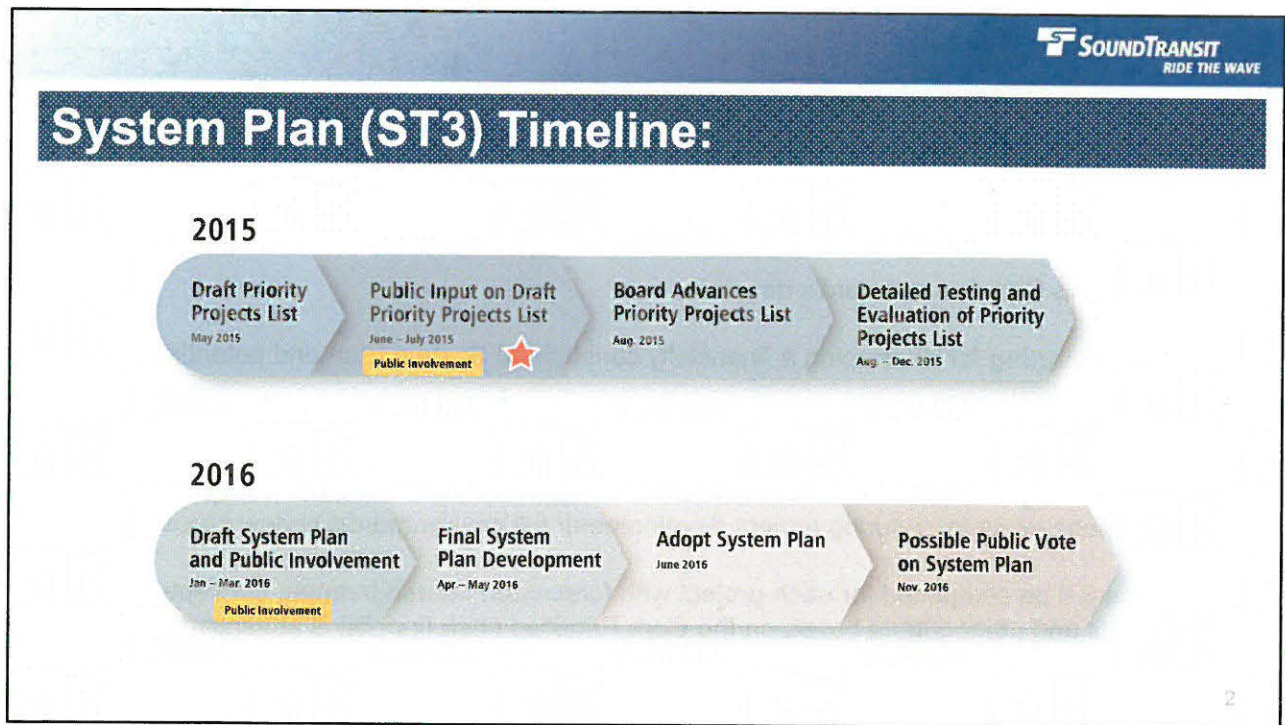 SOUNDTRANSIT
RIDE THE WAVE
System Plan (ST3) Timeline:
2015
Draft Priority
Projects List
May 2015
Public Input on Draft
Priority Projects List
June – July 2015
Public Involvement
Board Advances
Priority Projects List
Aug. 2015
Detailed Testing and
Evaluation of Priority
Projects List
Aug. – Dec. 2015
2016
Draft System Plan
and Public Involvement
Jan – Mar. 2016
Public Involvement
Final System
Plan Development
Apr. – May 2016
Adopt System Plan
June 2016
Possible Public Vote
on System Plan
Nov. 2016
2